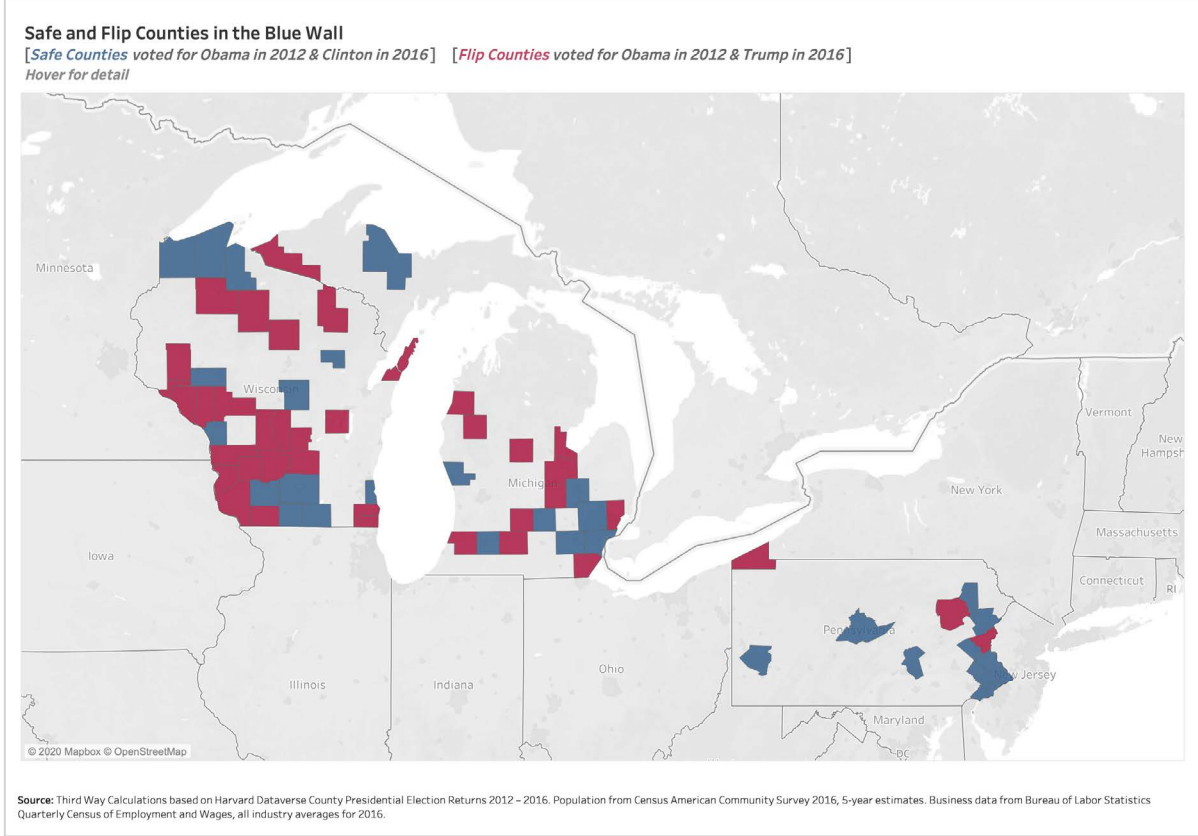 Safe and Flip Counties in the Blue Wall
[Safe Counties voted for Obama in 2012 & Clinton in 2016] [Flip Counties voted for Obama in 2012 & Trump in 2016]
Hover for detail
Minnesota
Wisconsin
Vermont
New
Hampsh
Michigan
New York
Massachusetts
Iowa
Connecticut
RI
Pennsylvania
Ohio
New Jersey
Illinois
Indiana
Maryland
DC
© 2020 Mapbox © OpenStreetMap
Source: Third Way Calculations based on Harvard Dataverse County Presidential Election Returns 2012 – 2016. Population from Census American Community Survey 2016, 5-year estimates. Business data from Bureau of Labor Statistics
Quarterly Census of Employment and Wages, all industry averages for 2016.